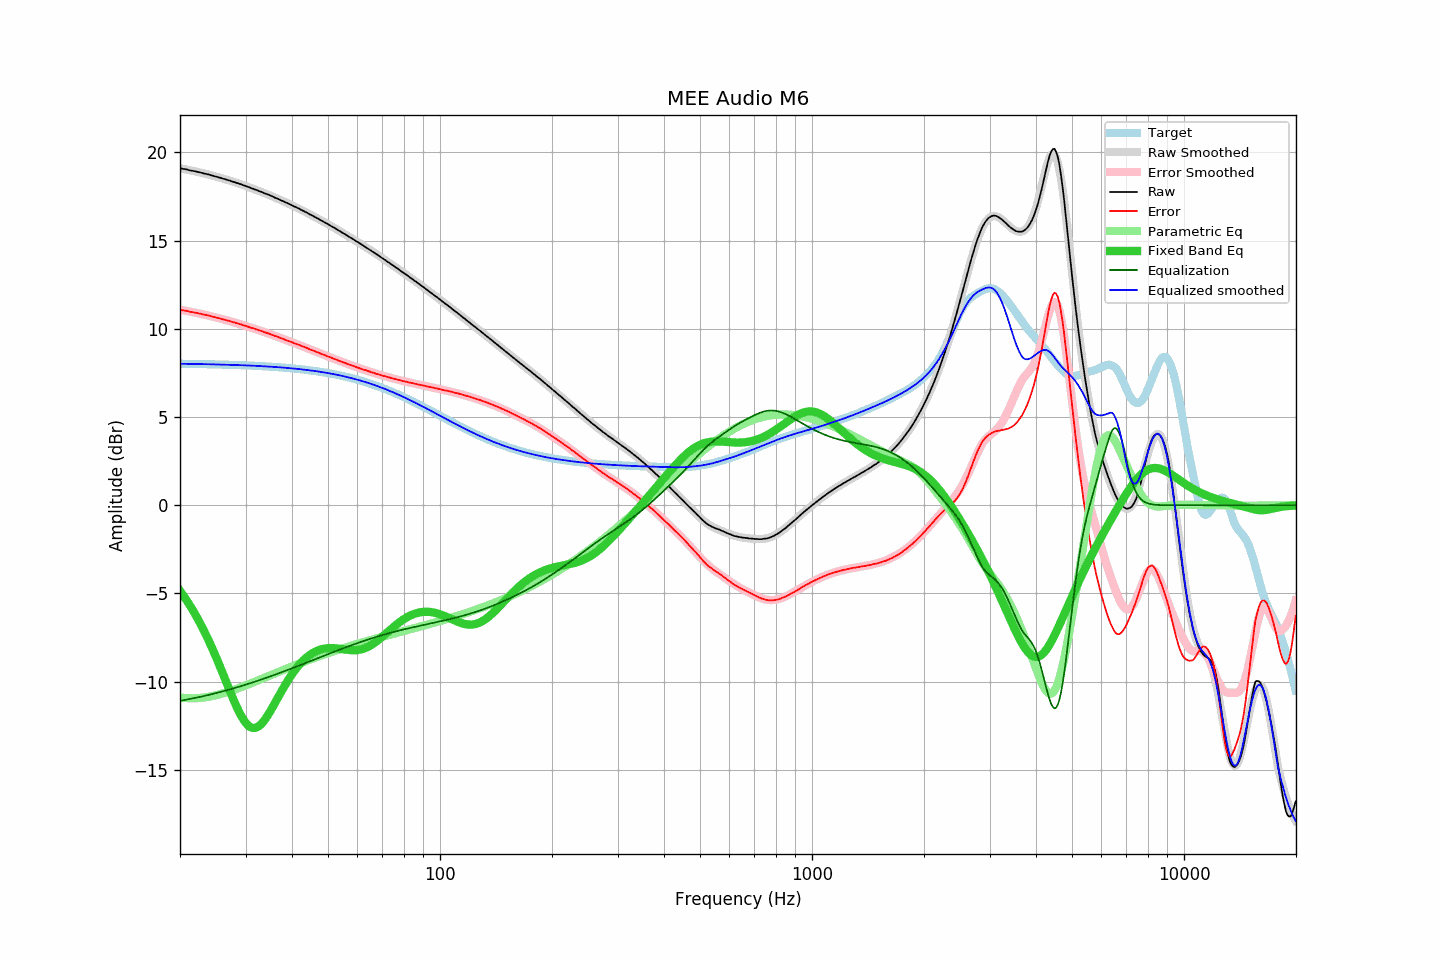 MEE Audio M6
Amplitude (dBr)
20
15
10
5
0
−5
−10
−15
Target
Raw Smoothed
Error Smoothed
Raw
Error
Parametric Eq
Fixed Band Eq
Equalization
Equalized smoothed
100
1000
10000
Frequency (Hz)